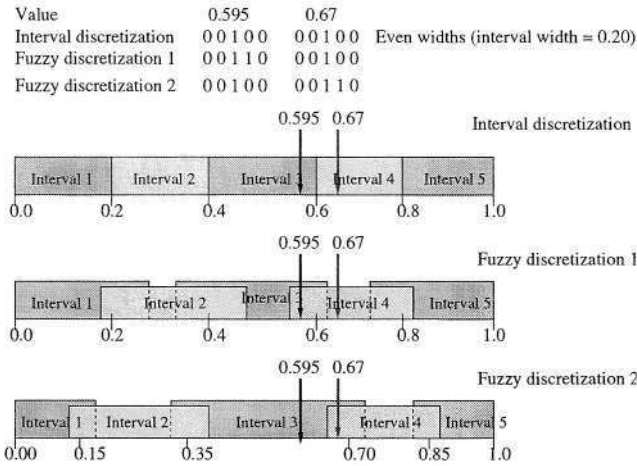 Value 0.595 0.67
Interval discretization 0 0 1 0 0 0 0 1 0 0 Even widths (interval width = 0.20)
Fuzzy discretization 1 0 0 1 1 0 0 0 1 0 0
Fuzzy discretization 2 0 0 1 0 0 0 0 1 1 0
0.595 0.67 Interval discretization
Interval 1 Interval 2 Interval 3 Interval 4 Interval 5
0.0 0.2 0.4 0.6 0.8 1.0
0.595 0.67 Fuzzy discretization 1
Interval 1 Interval 2 Interval 3 Interval 4 Interval 5
0.0 0.2 0.4 0.6 0.8 1.0
0.595 0.67 Fuzzy discretization 2
Interval 1 Interval 2 Interval 3 Interval 4 Interval 5
0.00 0.15 0.35 0.70 0.85 1.0